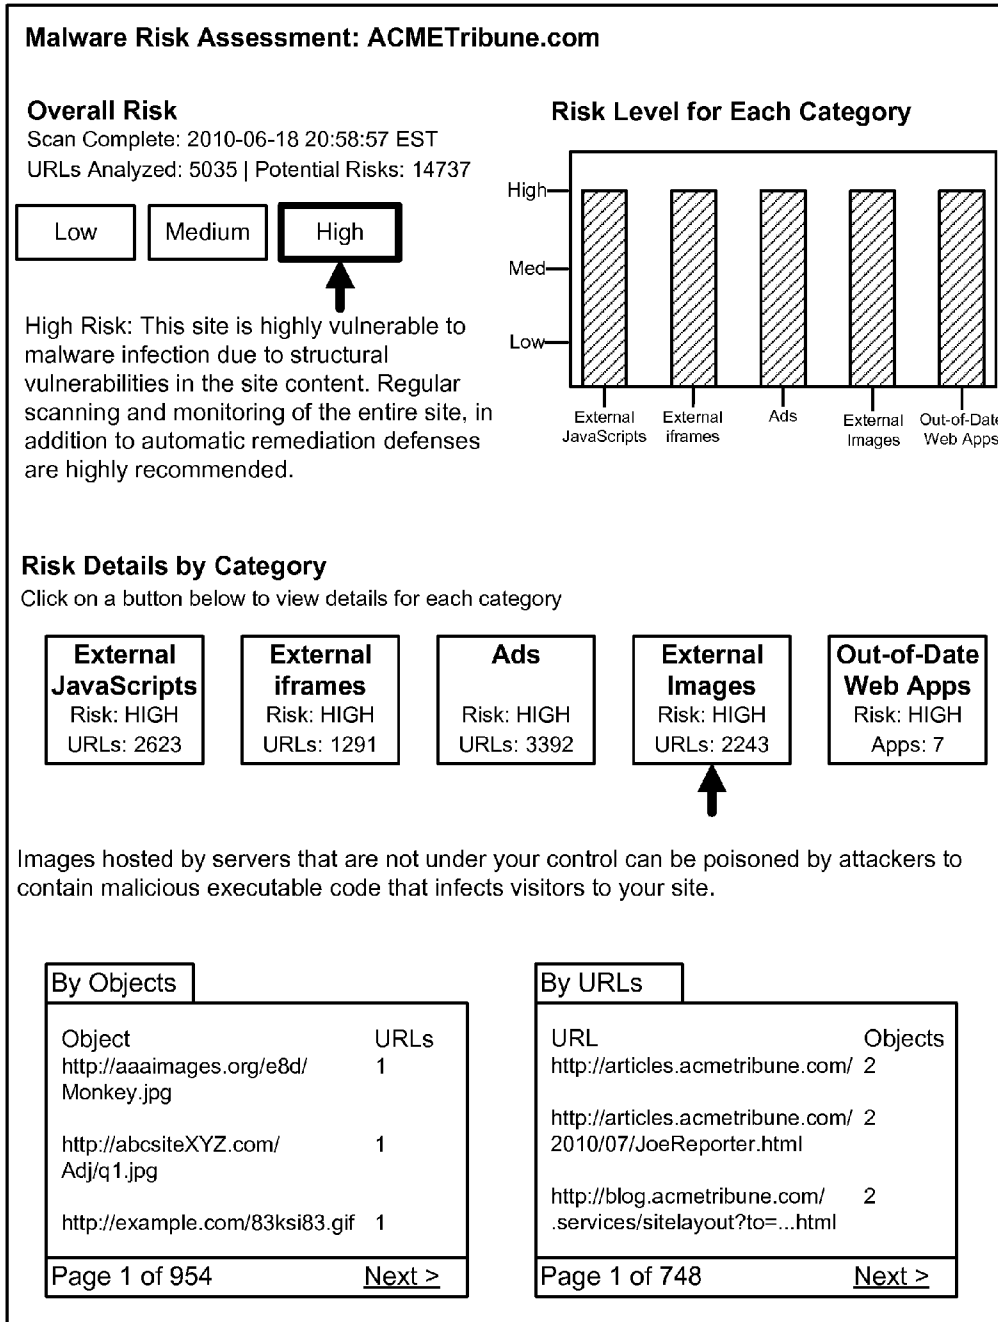 Malware Risk Assessment: ACMETribune.com
Overall Risk
Scan Complete: 2010-06-18 20:58:57 EST
URLs Analyzed: 5035 | Potential Risks: 14737
Low
Medium
High
High Risk: This site is highly vulnerable to
malware infection due to structural
vulnerabilities in the site content. Regular
scanning and monitoring of the entire site, in
addition to automatic remediation defenses
are highly recommended.
Risk Level for Each Category
High
Med
Low
External
JavaScripts
External
iframes
Ads
External
Images
Out-of-Date
Web Apps
Risk Details by Category
Click on a button below to view details for each category
External
JavaScripts
Risk: HIGH
URLs: 2623
External
iframes
Risk: HIGH
URLs: 1291
Ads
Risk: HIGH
URLs: 3392
External
Images
Risk: HIGH
URLs: 2243
Out-of-Date
Web Apps
Risk: HIGH
Apps: 7
Images hosted by servers that are not under your control can be poisoned by attackers to
contain malicious executable code that infects visitors to your site.
By Objects
Object URLs
http://aaaimages.org/e8d/ 1
Monkey.jpg
http://abcsiteXYZ.com/ 1
Adj/q1.jpg
http://example.com/83ksi83.gif 1
Page 1 of 954 Next >
By URLs
URL Objects
http://articles.acmetribune.com/ 2
http://articles.acmetribune.com/ 2
2010/07/JoeReporter.html
http://blog.acmetribune.com/ 2
.services/sitelayout?to=...html
Page 1 of 748 Next >